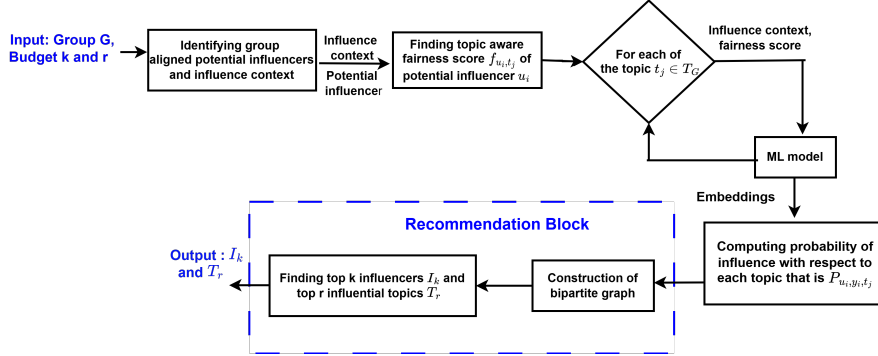 Input: Group G,
Budget k and r
Identifying group
aligned potential influencers
and influence context
Influence
context
Potential
influencer
Finding topic aware
fairness score $f_{u_i,t_j}$ of
potential influencer $u_i$
For each of
the topic $t_j \in T_G$
Influence context,
fairness score
ML model
Embeddings
Computing probability of
influence with respect to
each topic that is $P_{u_i,y_i,t_j}$
Recommendation Block
Construction of
bipartite graph
Finding top k influencers $I_k$ and
top r influential topics $T_r$
Output : $I_k$
and $T_r$